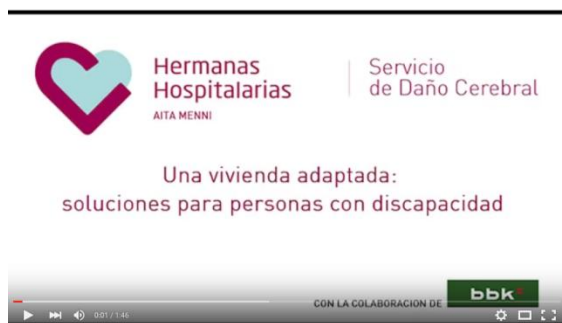 Hermanas
Hospitalarias
AITA MENNI
Servicio
de Daño Cerebral
Una vivienda adaptada:
soluciones para personas con discapacidad
CON LA COLABORACION DE
bbk
0:01 / 1:46